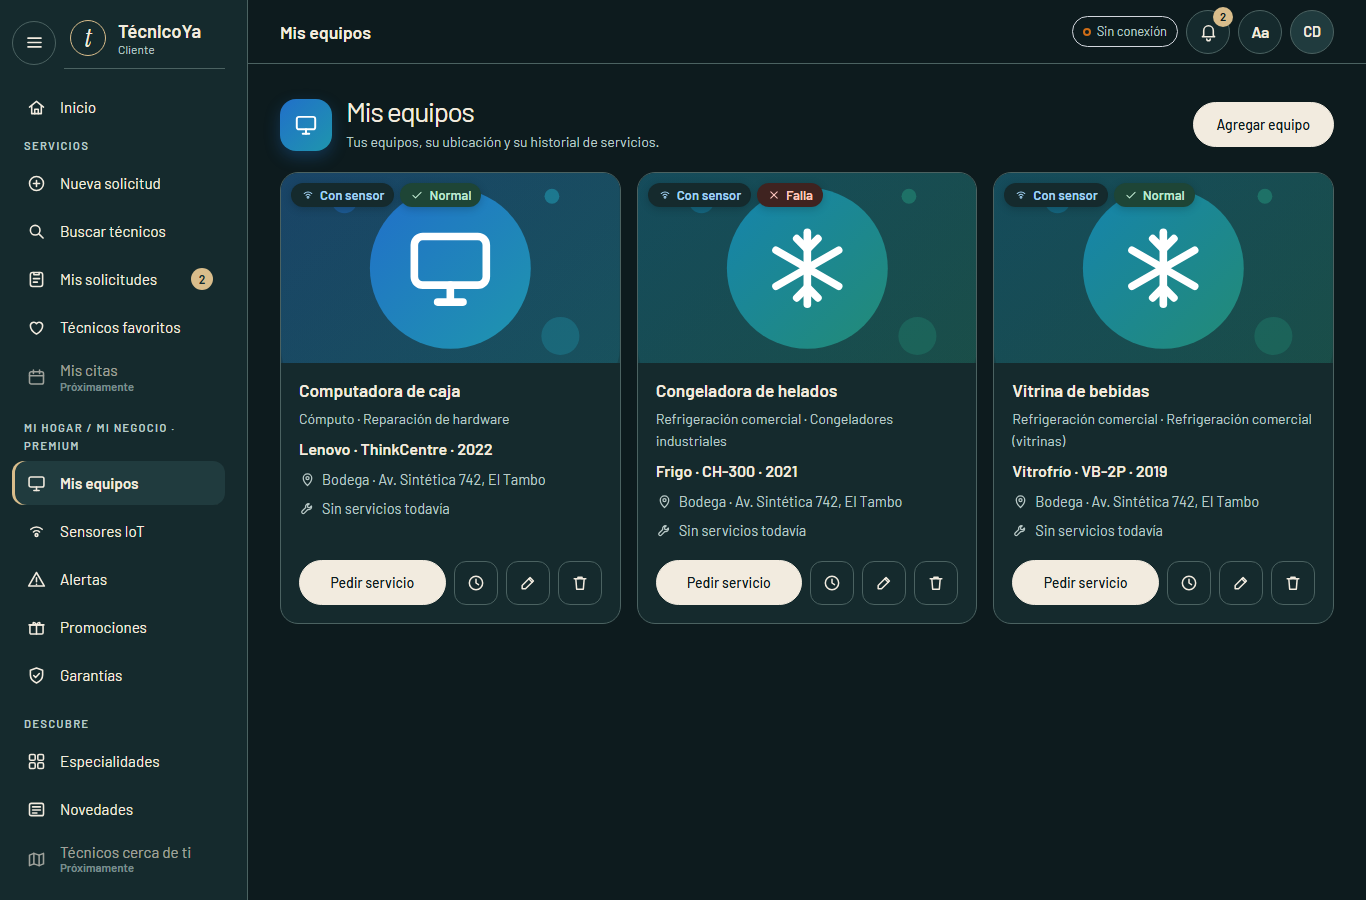 t
TécnicoYa
Cliente
Inicio
SERVICIOS
Nueva solicitud
Buscar técnicos
Mis solicitudes
2
Técnicos favoritos
Mis citas
Próximamente
MI HOGAR / MI NEGOCIO ·
PREMIUM
Mis equipos
Sensores IoT
Alertas
Promociones
Garantías
DESCUBRE
Especialidades
Novedades
Técnicos cerca de ti
Próximamente
Mis equipos
Sin conexión
2
Aa
CD
Mis equipos
Tus equipos, su ubicación y su historial de servicios.
Agregar equipo
Con sensor
Normal
Computadora de caja
Cómputo · Reparación de hardware
Lenovo · ThinkCentre · 2022
Bodega · Av. Sintética 742, El Tambo
Sin servicios todavía
Pedir servicio
Con sensor
Falla
Congeladora de helados
Refrigeración comercial · Congeladores
industriales
Frigo · CH-300 · 2021
Bodega · Av. Sintética 742, El Tambo
Sin servicios todavía
Pedir servicio
Con sensor
Normal
Vitrina de bebidas
Refrigeración comercial · Refrigeración comercial
(vitrinas)
Vitrofrío · VB-2P · 2019
Bodega · Av. Sintética 742, El Tambo
Sin servicios todavía
Pedir servicio